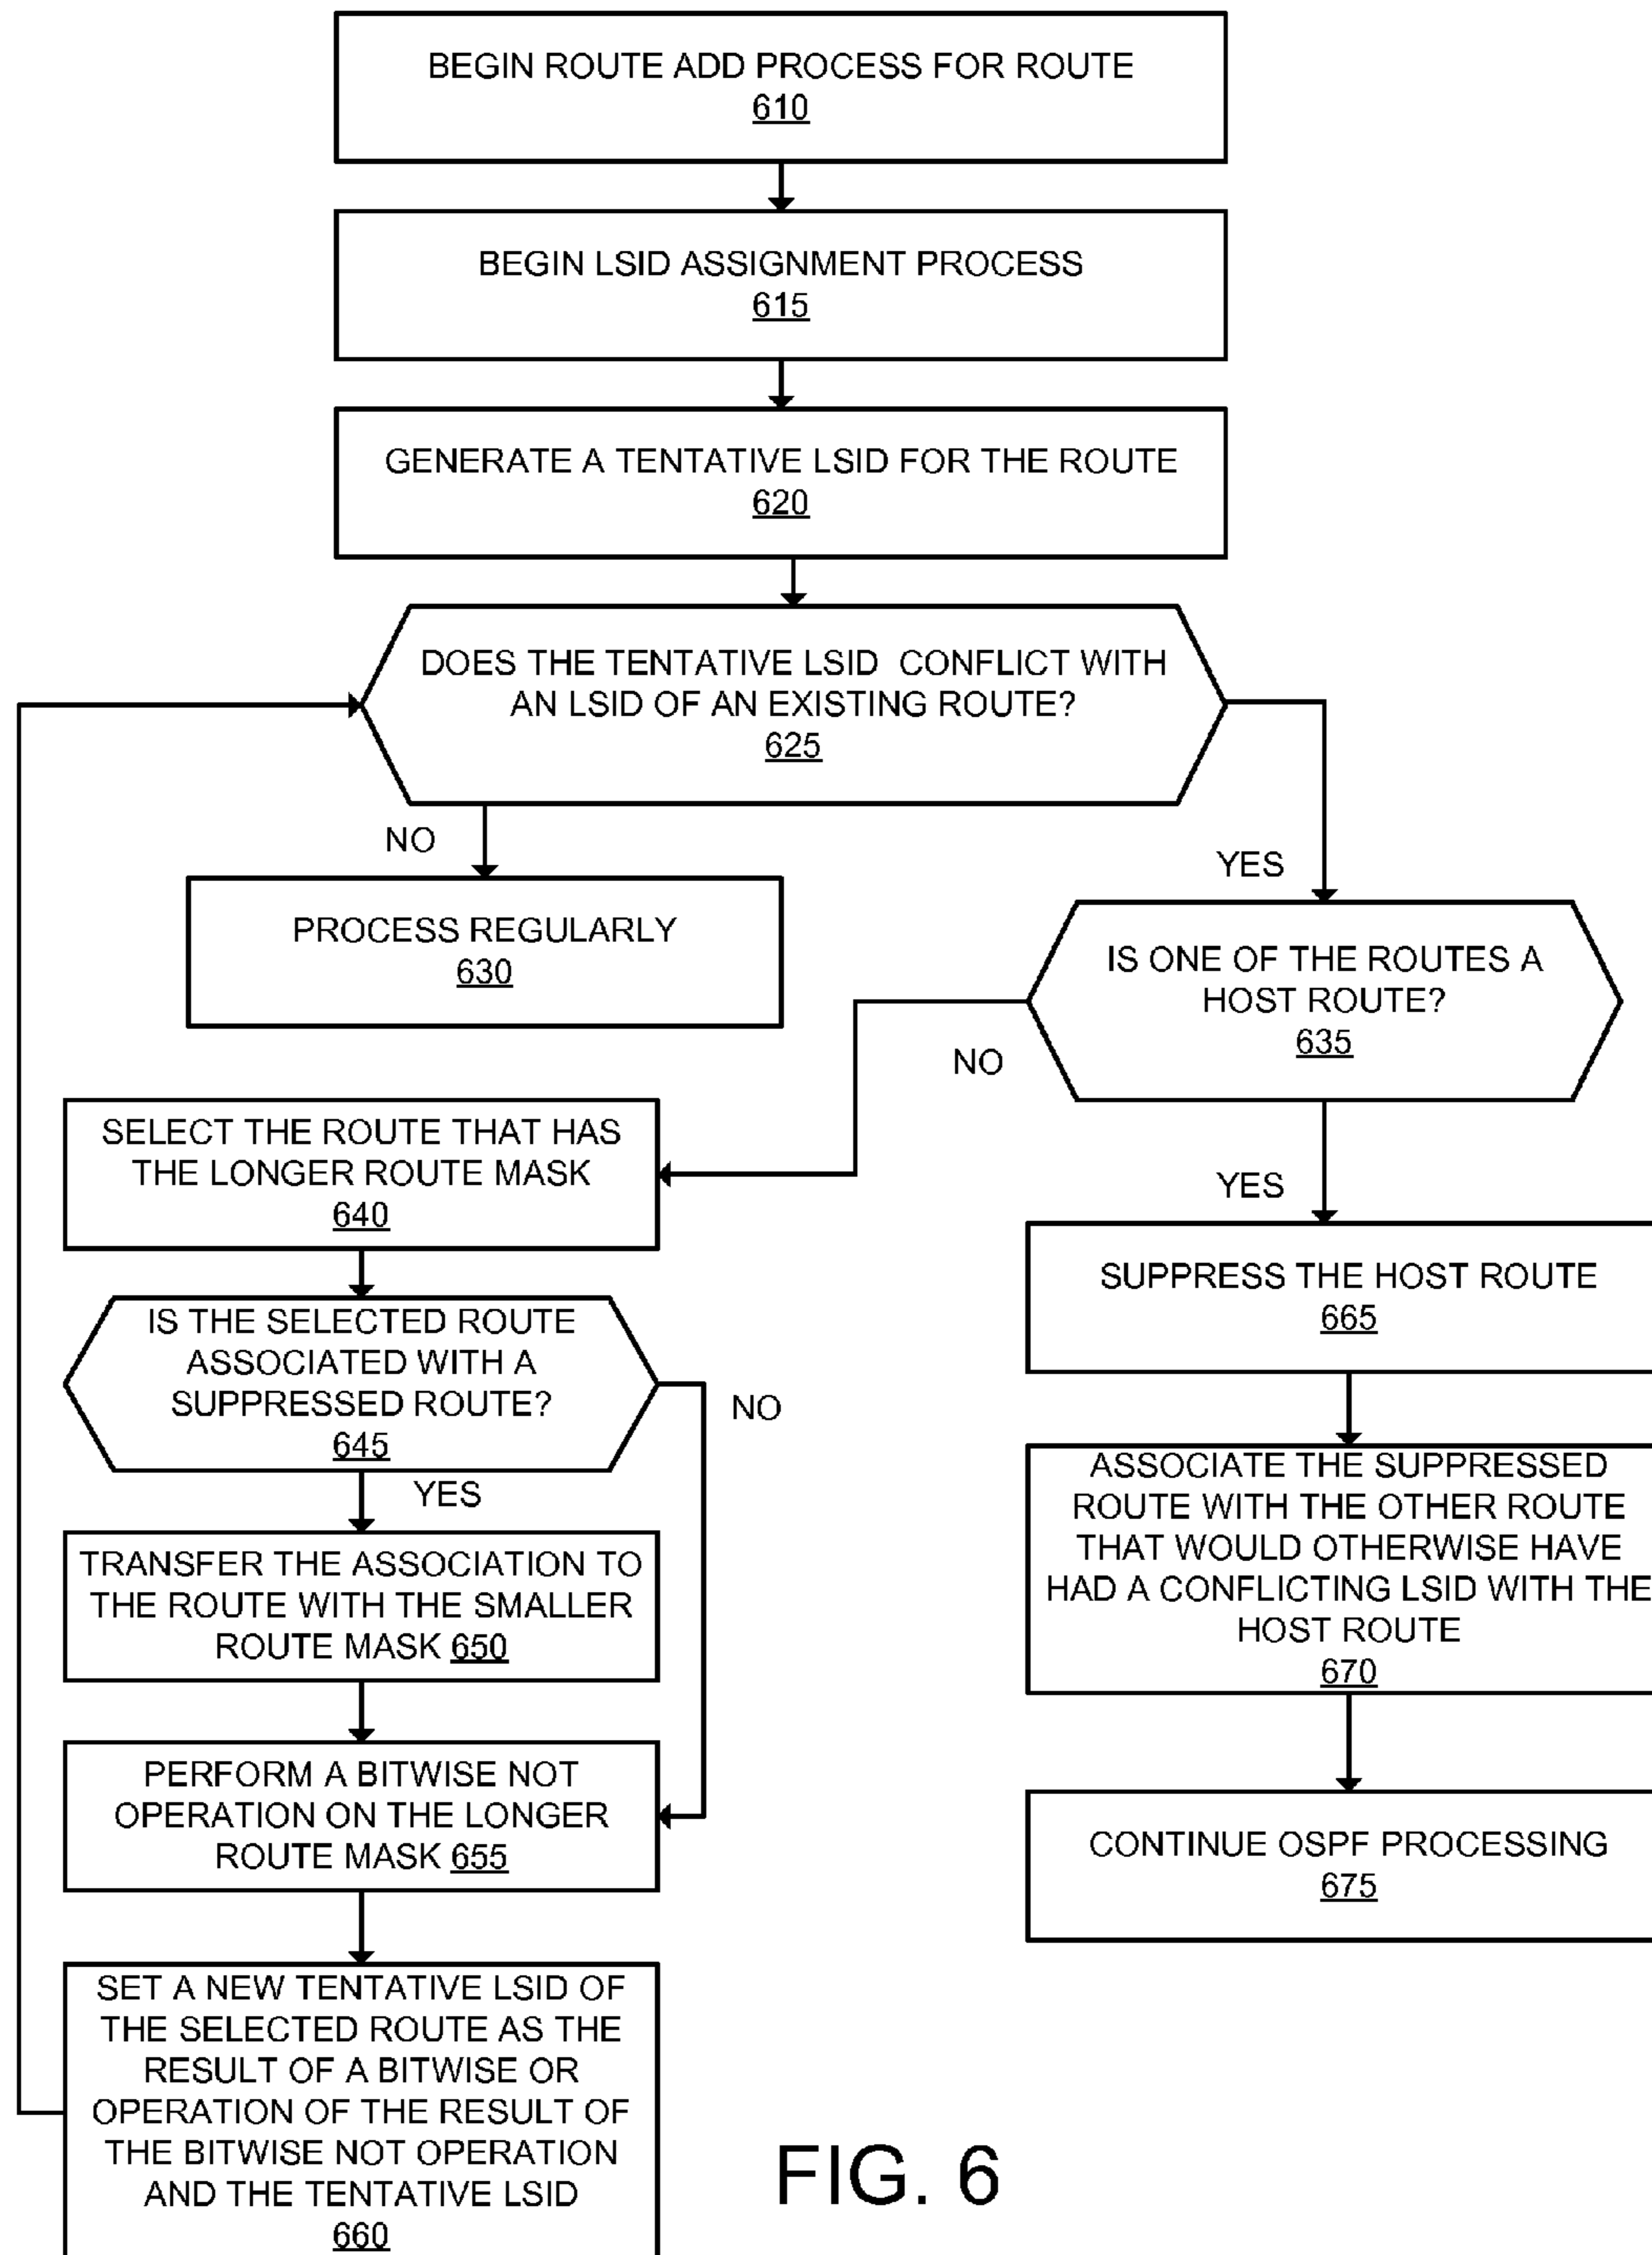 BEGIN ROUTE ADD PROCESS FOR ROUTE
610
BEGIN LSID ASSIGNMENT PROCESS
615
GENERATE A TENTATIVE LSID FOR THE ROUTE
620
DOES THE TENTATIVE LSID CONFLICT WITH
AN LSID OF AN EXISTING ROUTE?
625
NO
YES
PROCESS REGULARLY
630
IS ONE OF THE ROUTES A
HOST ROUTE?
635
NO
YES
SELECT THE ROUTE THAT HAS
THE LONGER ROUTE MASK
640
IS THE SELECTED ROUTE
ASSOCIATED WITH A
SUPPRESSED ROUTE?
645
NO
YES
TRANSFER THE ASSOCIATION TO
THE ROUTE WITH THE SMALLER
ROUTE MASK 650
PERFORM A BITWISE NOT
OPERATION ON THE LONGER
ROUTE MASK 655
SET A NEW TENTATIVE LSID OF
THE SELECTED ROUTE AS THE
RESULT OF A BITWISE OR
OPERATION OF THE RESULT OF
THE BITWISE NOT OPERATION
AND THE TENTATIVE LSID
660
SUPPRESS THE HOST ROUTE
665
ASSOCIATE THE SUPPRESSED
ROUTE WITH THE OTHER ROUTE
THAT WOULD OTHERWISE HAVE
HAD A CONFLICTING LSID WITH THE
HOST ROUTE
670
CONTINUE OSPF PROCESSING
675
FIG. 6